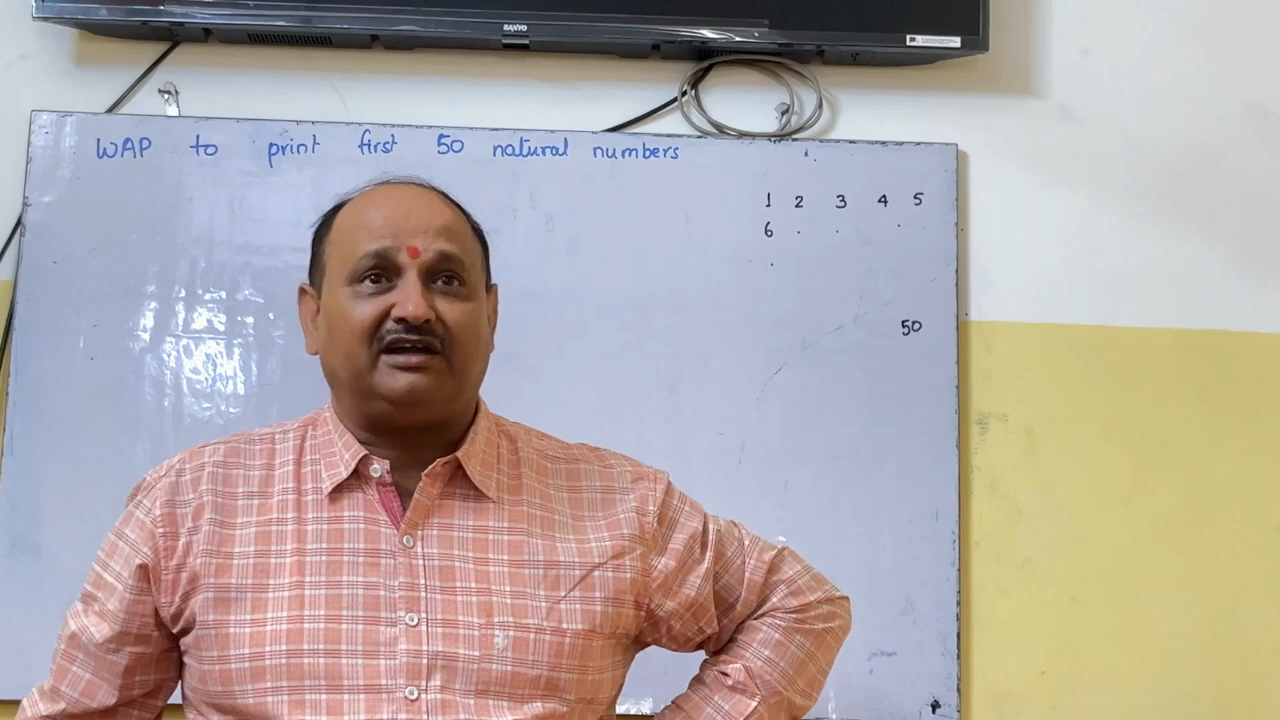 SANYO
WAP to print first 50 natural numbers
1 2 3 4 5
6 . . .
.
50